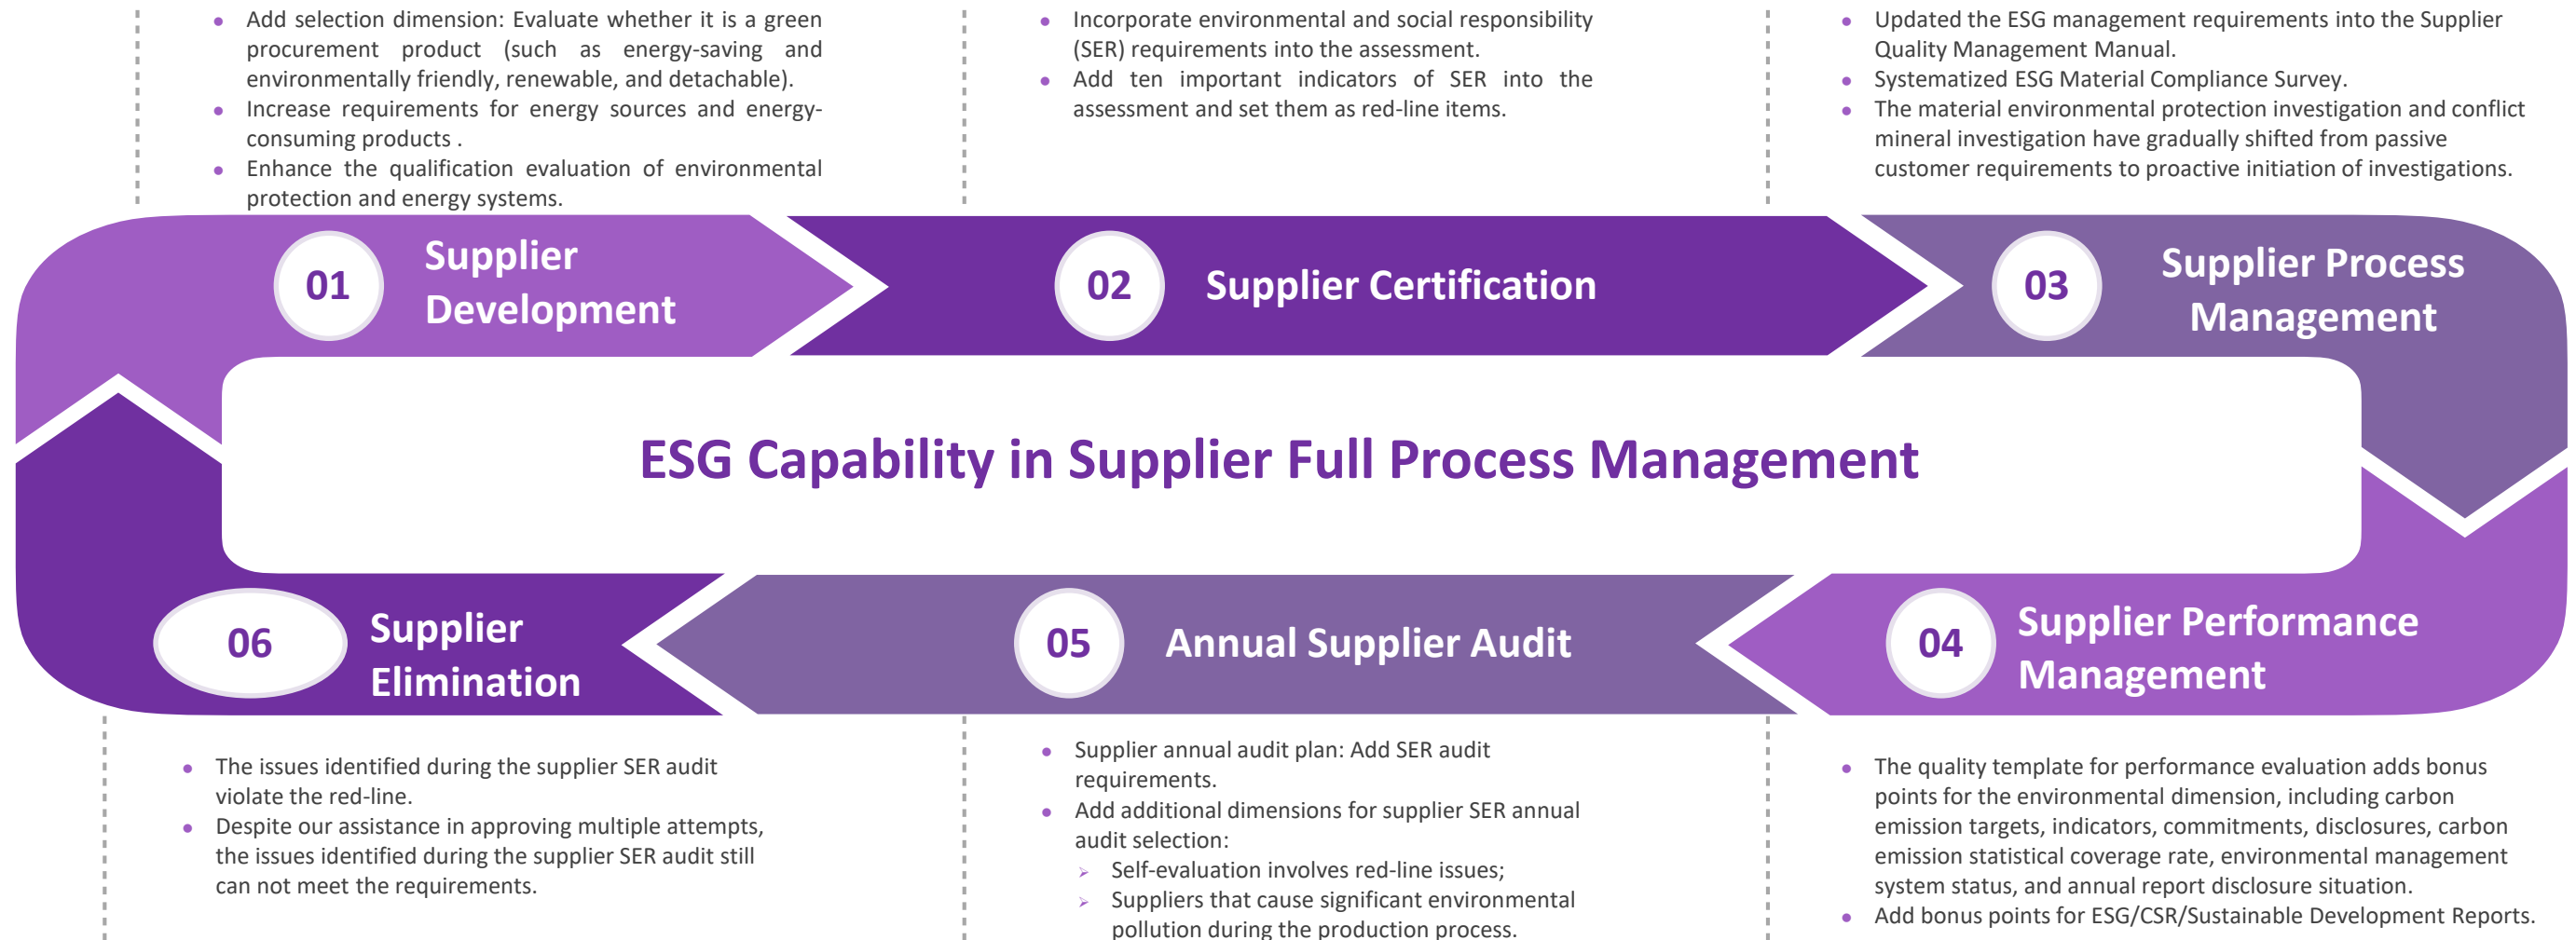 Add selection dimension: Evaluate whether it is a green
procurement product (such as energy-saving and
environmentally friendly, renewable, and detachable).
Increase requirements for energy sources and energy-
consuming products .
Enhance the qualification evaluation of environmental
protection and energy systems.
Incorporate environmental and social responsibility
(SER) requirements into the assessment.
Add ten important indicators of SER into the
assessment and set them as red-line items.
Updated the ESG management requirements into the Supplier
Quality Management Manual.
Systematized ESG Material Compliance Survey.
The material environmental protection investigation and conflict
mineral investigation have gradually shifted from passive
customer requirements to proactive initiation of investigations.
01
Supplier
Development
02
Supplier Certification
03
Supplier Process
Management
ESG Capability in Supplier Full Process Management
06
Supplier
Elimination
05
Annual Supplier Audit
04
Supplier Performance
Management
The issues identified during the supplier SER audit
violate the red-line.
Despite our assistance in approving multiple attempts,
the issues identified during the supplier SER audit still
can not meet the requirements.
Supplier annual audit plan: Add SER audit
requirements.
Add additional dimensions for supplier SER annual
audit selection:
Self-evaluation involves red-line issues;
Suppliers that cause significant environmental
pollution during the production process.
The quality template for performance evaluation adds bonus
points for the environmental dimension, including carbon
emission targets, indicators, commitments, disclosures, carbon
emission statistical coverage rate, environmental management
system status, and annual report disclosure situation.
Add bonus points for ESG/CSR/Sustainable Development Reports.